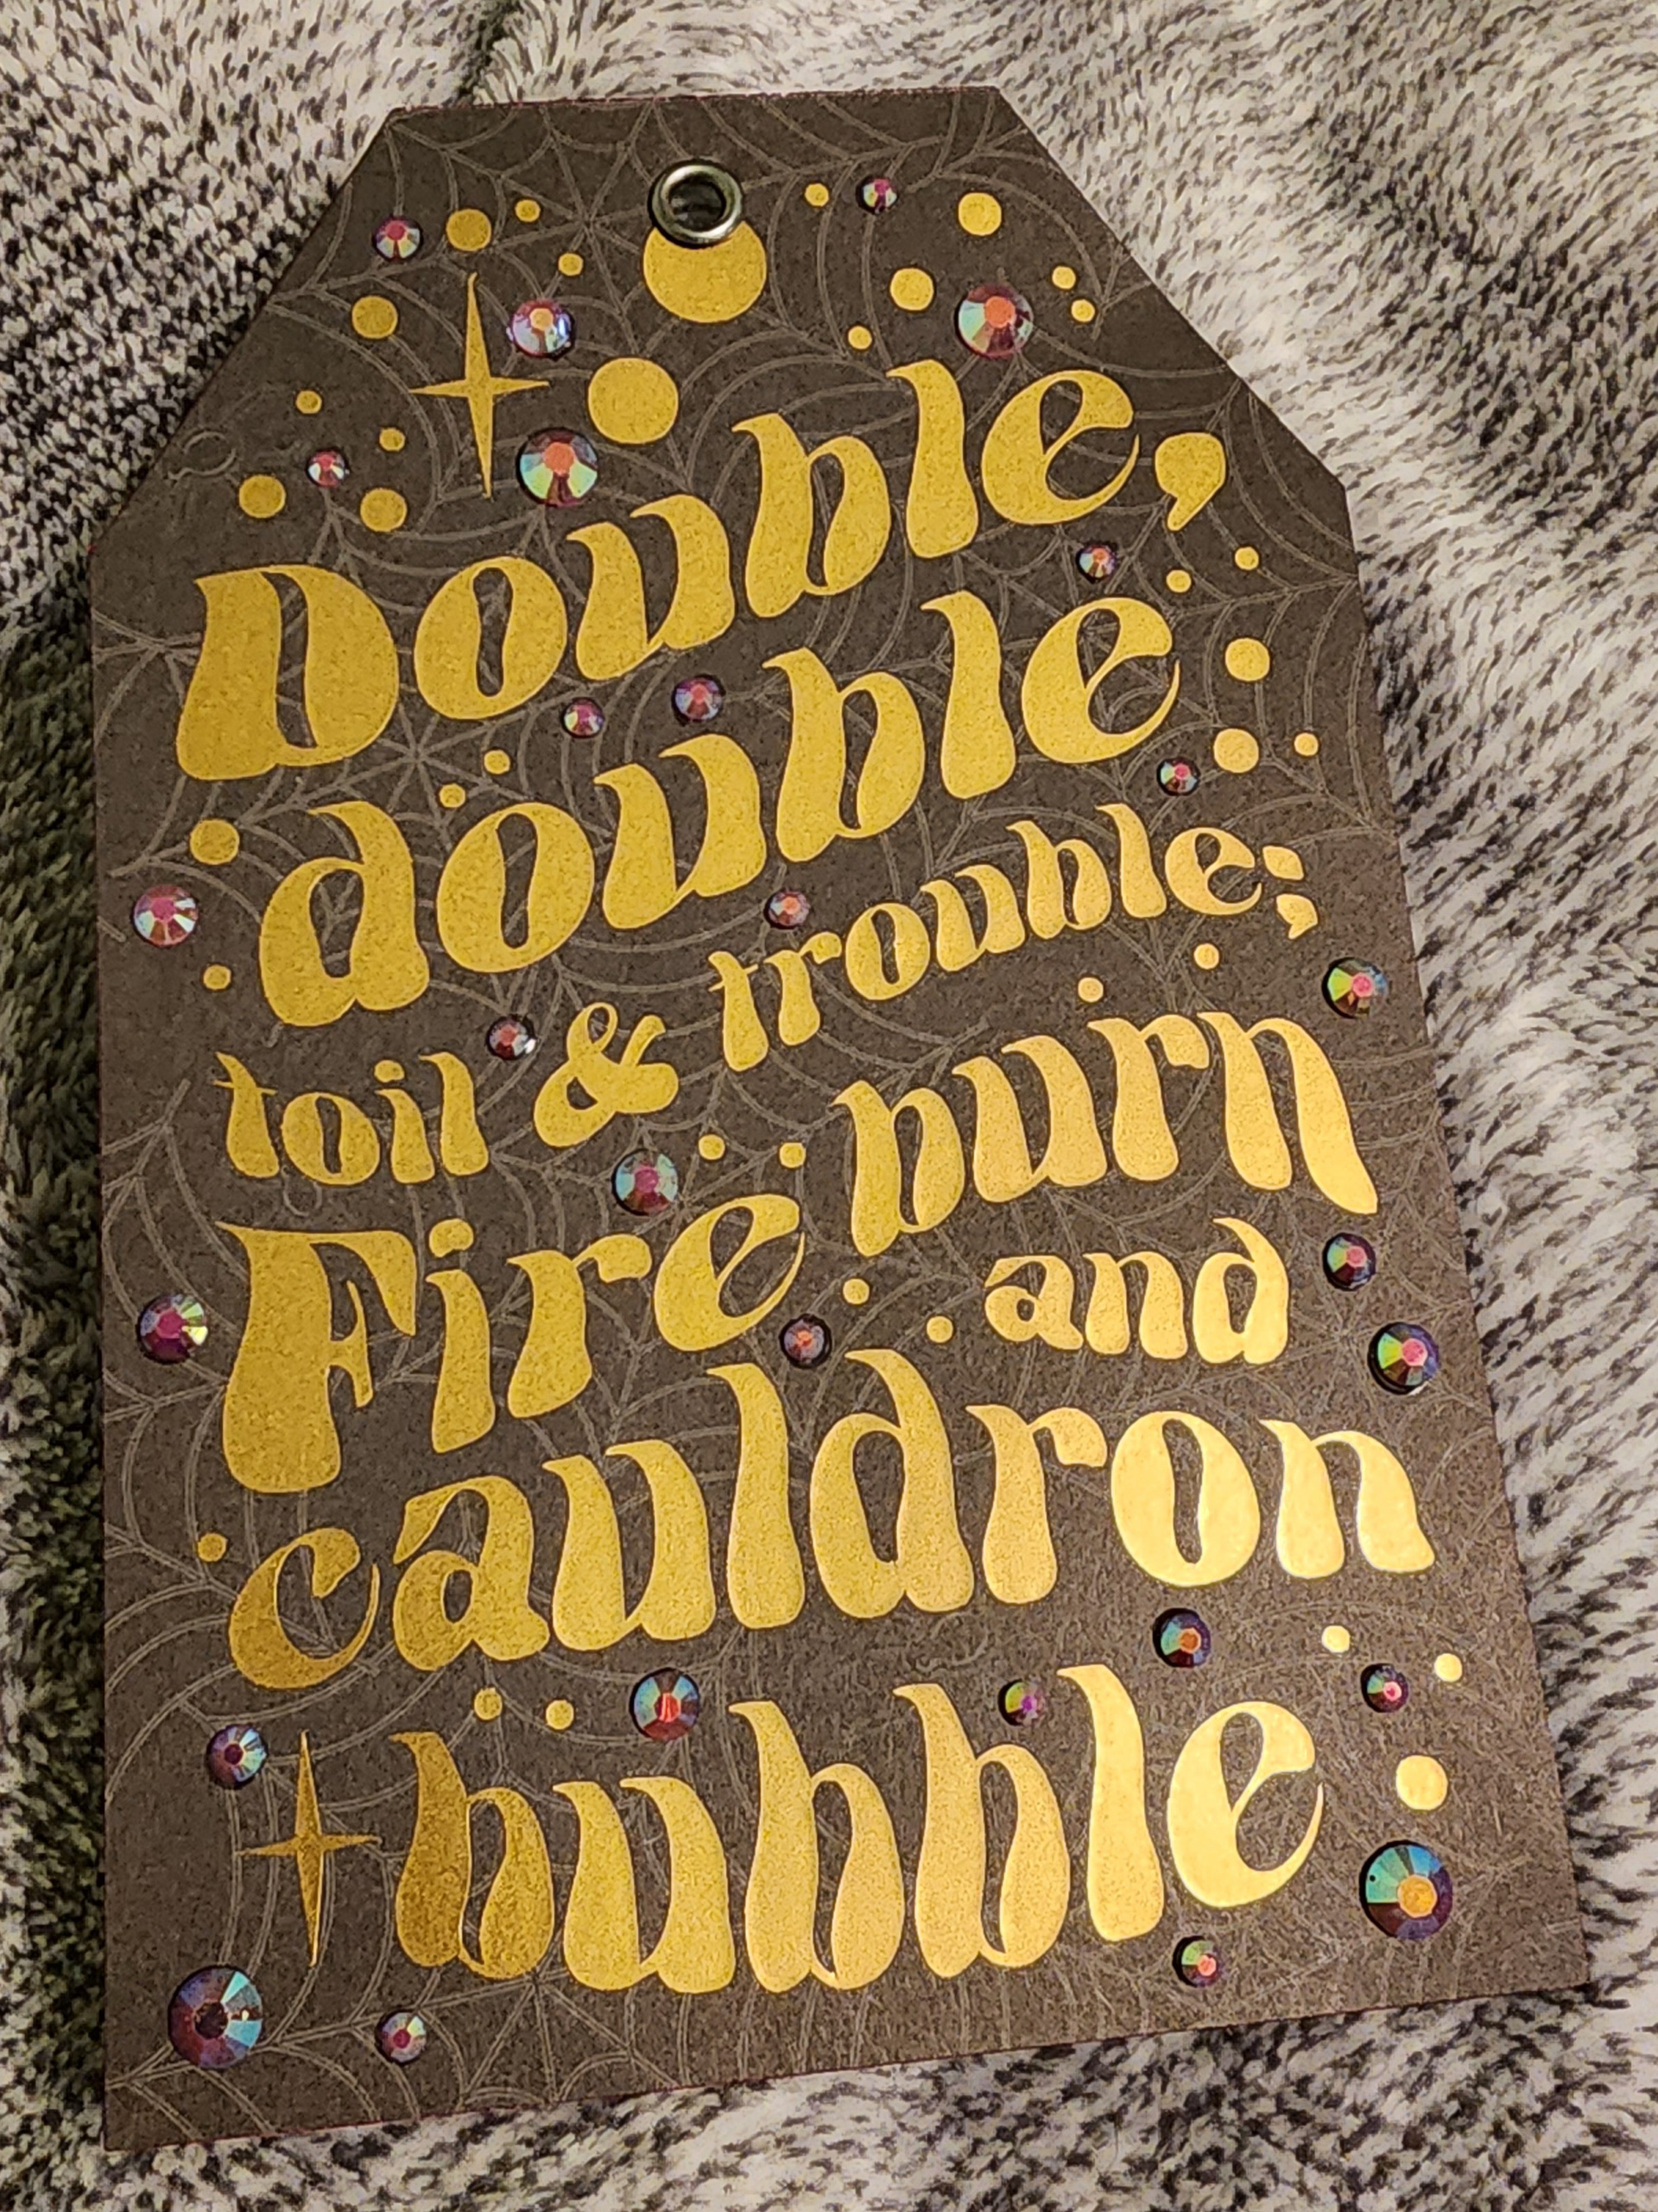 Double,
double
toil & trouble;
Fire burn
and
cauldron
bubble